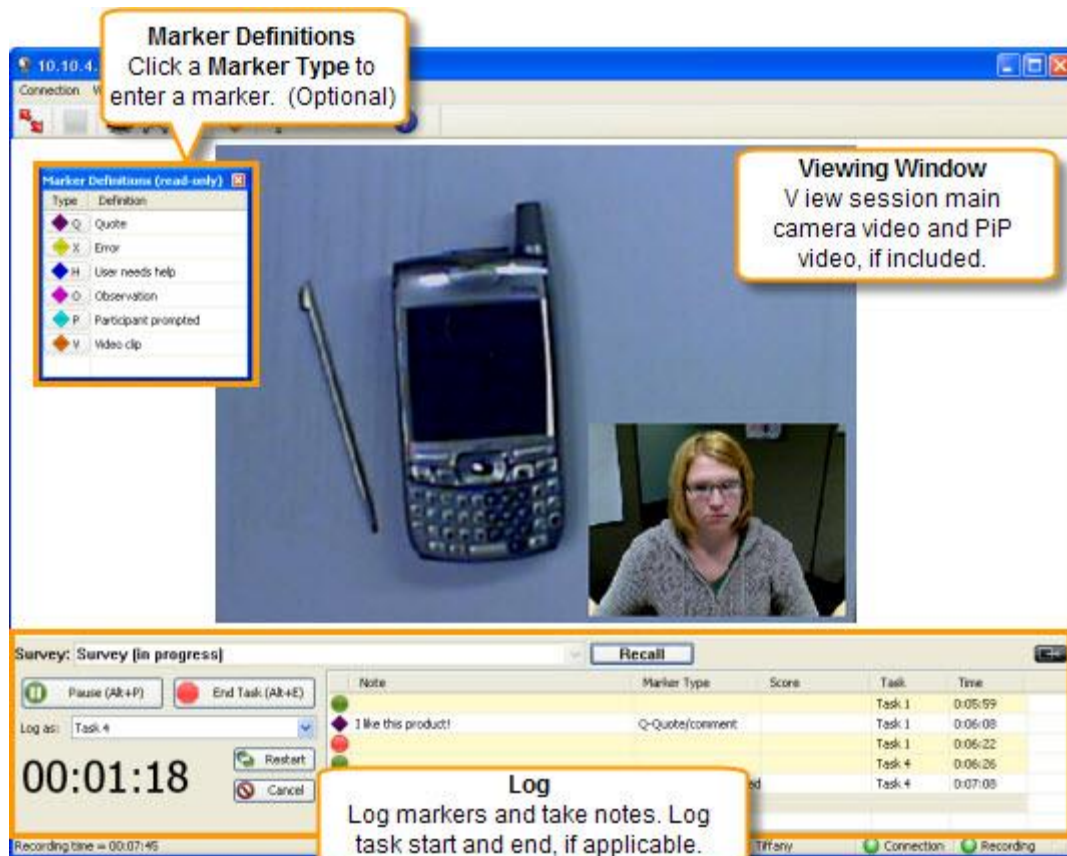 Marker Definitions
Click a Marker Type to
enter a marker. (Optional)
10.10.4.
Connection
Marker Definitions (read-only)
Type Definition
Q Quote
X Error
H User needs help
O Observation
P Participant prompted
V Video clip
Viewing Window
V iew session main
camera video and PiP
video, if included.
Survey: Survey (in progress) Recall
Pause (Alt+P) End Task (Alt+E)
Log as: Task 4
00:01:18
Restart
Cancel
Note Marker Type Score Task Time
Task 1 0:05:59
I like this product! Q-Quote/comment Task 1 0:06:08
Task 1 0:06:22
Task 4 0:06:26
Task 4 0:07:08
Log
Log markers and take notes. Log
task start and end, if applicable.
Recording time = 00:07:45 Tiffany Connection Recording